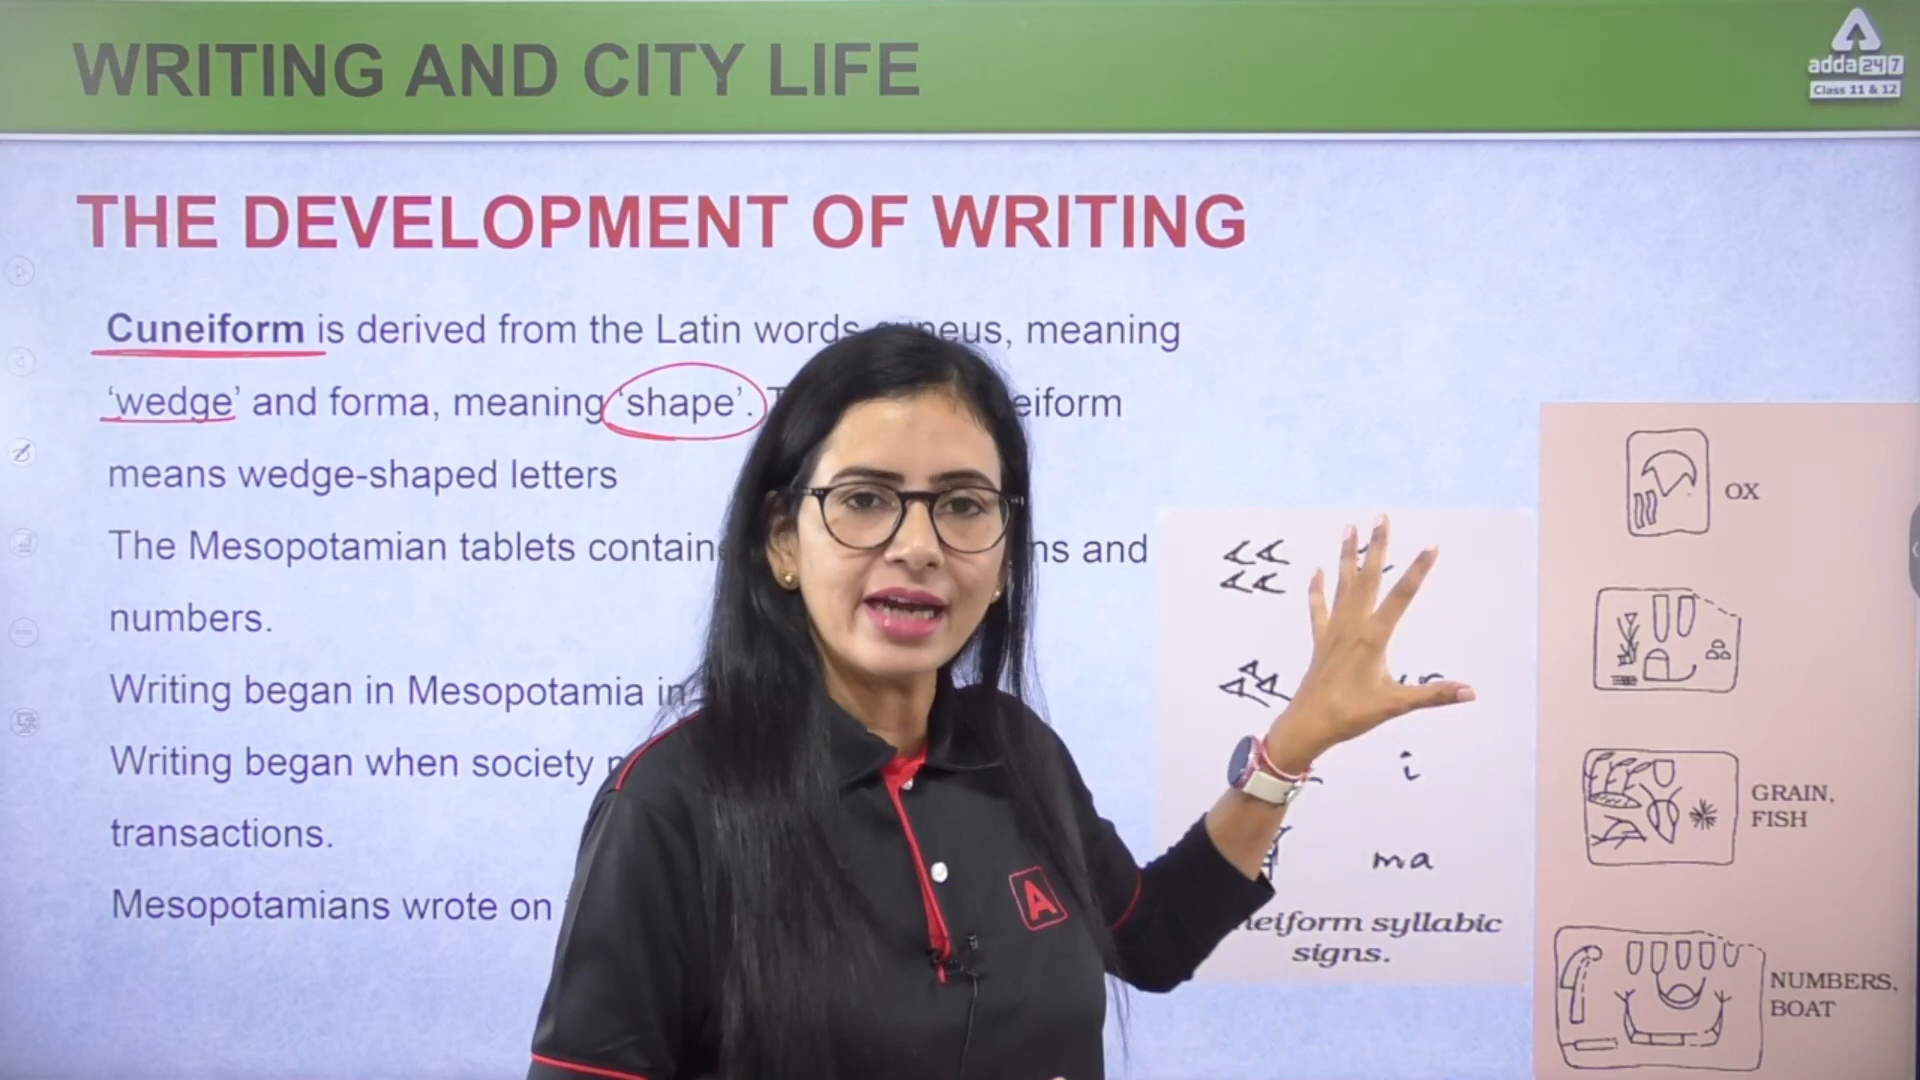 WRITING AND CITY LIFE
adda247
Class 11 & 12
THE DEVELOPMENT OF WRITING
Cuneiform is derived from the Latin words cuneus, meaning
‘wedge’ and forma, meaning ‘shape’. eiform
means wedge-shaped letters
The Mesopotamian tablets contain ns and
numbers.
Writing began in Mesopotamia in
Writing began when society
transactions.
Mesopotamians wrote on
i
ma
neiform syllabic
signs.
OX
GRAIN,
FISH
NUMBERS,
BOAT
A